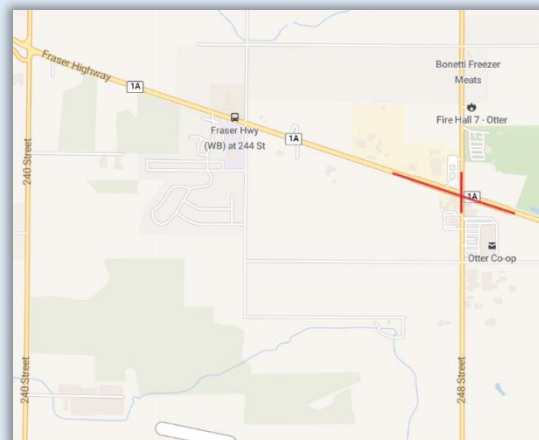 Fraser Highway
1A
Bonetti Freezer
Meats
Fire Hall 7 - Otter
Fraser Hwy
(WB) at 244 St
1A
240 Street
1A
Otter Co-op
240 Street
248 Street